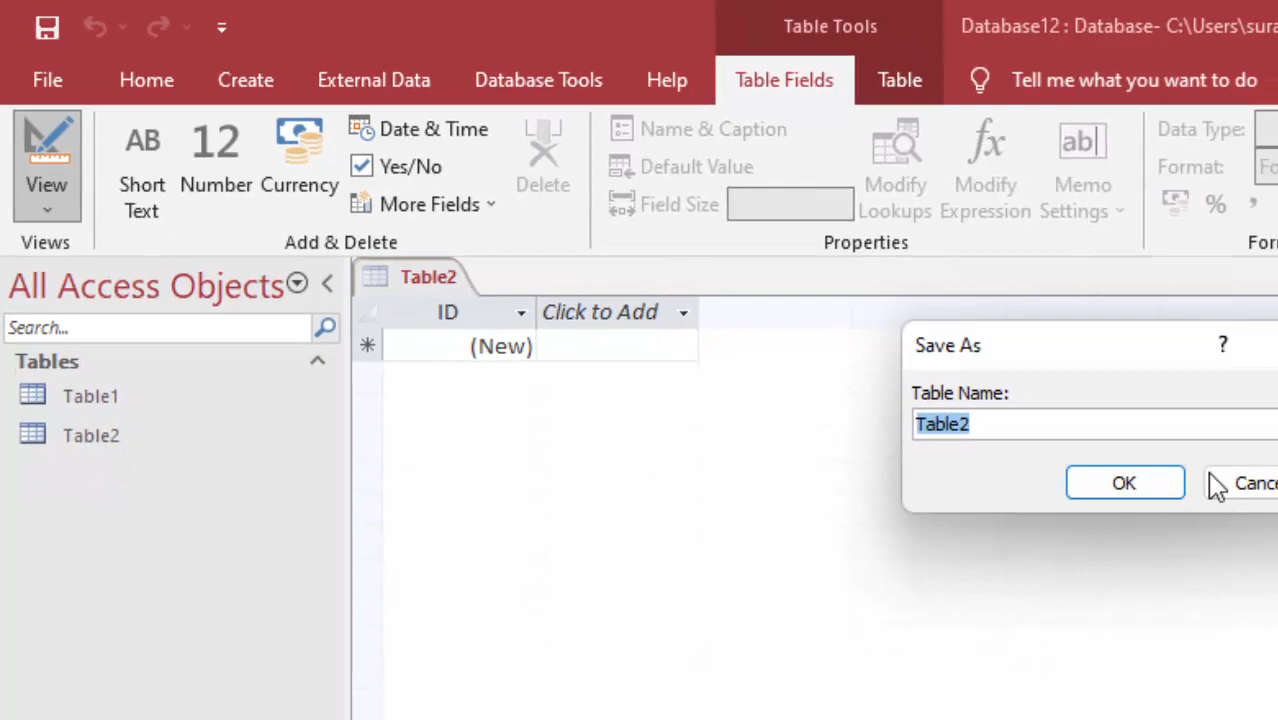 Table Tools
Database12 : Database- C:\Users\sura
File Home Create External Data Database Tools Help Table Fields Table Tell me what you want to do
View
Views
AB
Short
Text
12
Number
Currency
Date & Time
Yes/No
More Fields
Delete
Add & Delete
Name & Caption
Default Value
Field Size
fx
ab|
Modify
Lookups
Modify
Expression
Memo
Settings
Properties
Data Type:
Format: Fo
% ,
For
All Access Objects
Search...
Tables
Table1
Table2
Table2
ID Click to Add
* (New)
Save As ?
Table Name:
Table2
OK Cance